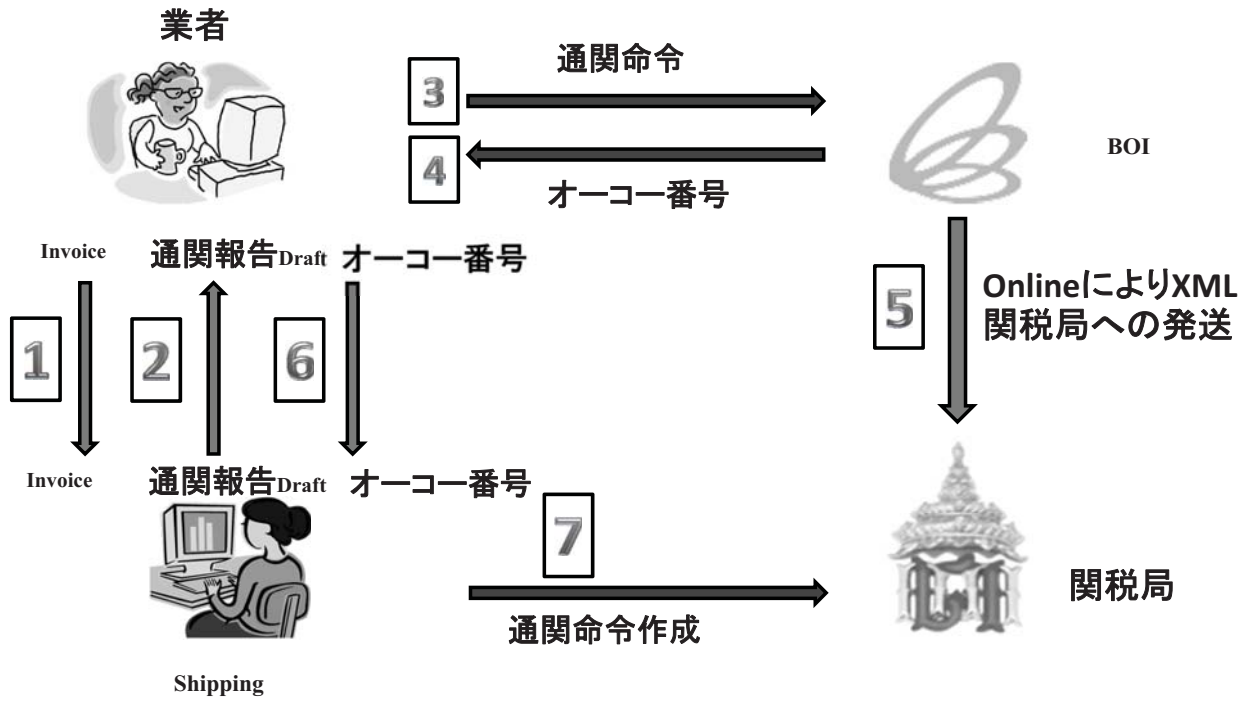 業者
通関命令
3
BOI
4
オーコー番号
Invoice
通関報告Draft
オーコー番号
5
OnlineによりXML
関税局への発送
1
2
6
Invoice
通関報告Draft
オーコー番号
7
関税局
通関命令作成
Shipping